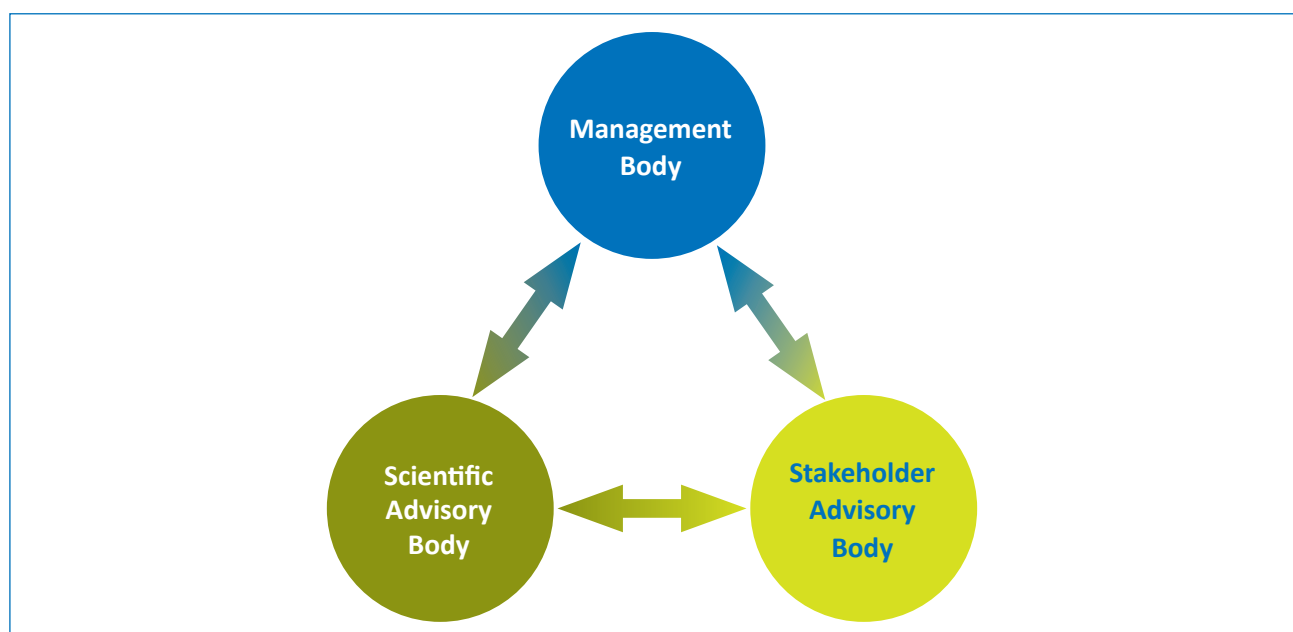 Management
Body
Scientific
Advisory
Body
Stakeholder
Advisory
Body